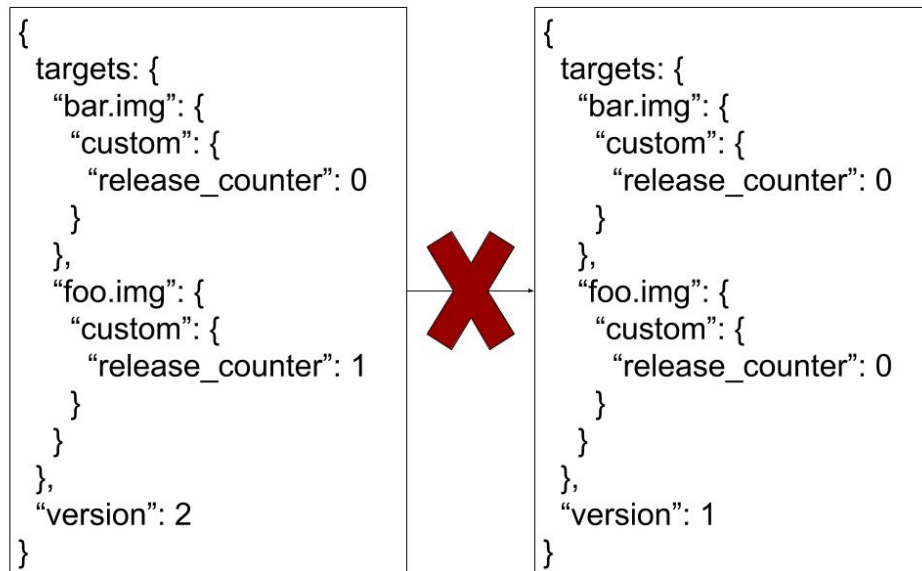 {
targets: {
“bar.img”: {
“custom”: {
“release_counter”: 0
}
},
“foo.img”: {
“custom”: {
“release_counter”: 1
}
}
},
“version”: 2
}
{
targets: {
“bar.img”: {
“custom”: {
“release_counter”: 0
}
},
“foo.img”: {
“custom”: {
“release_counter”: 0
}
}
},
“version”: 1
}